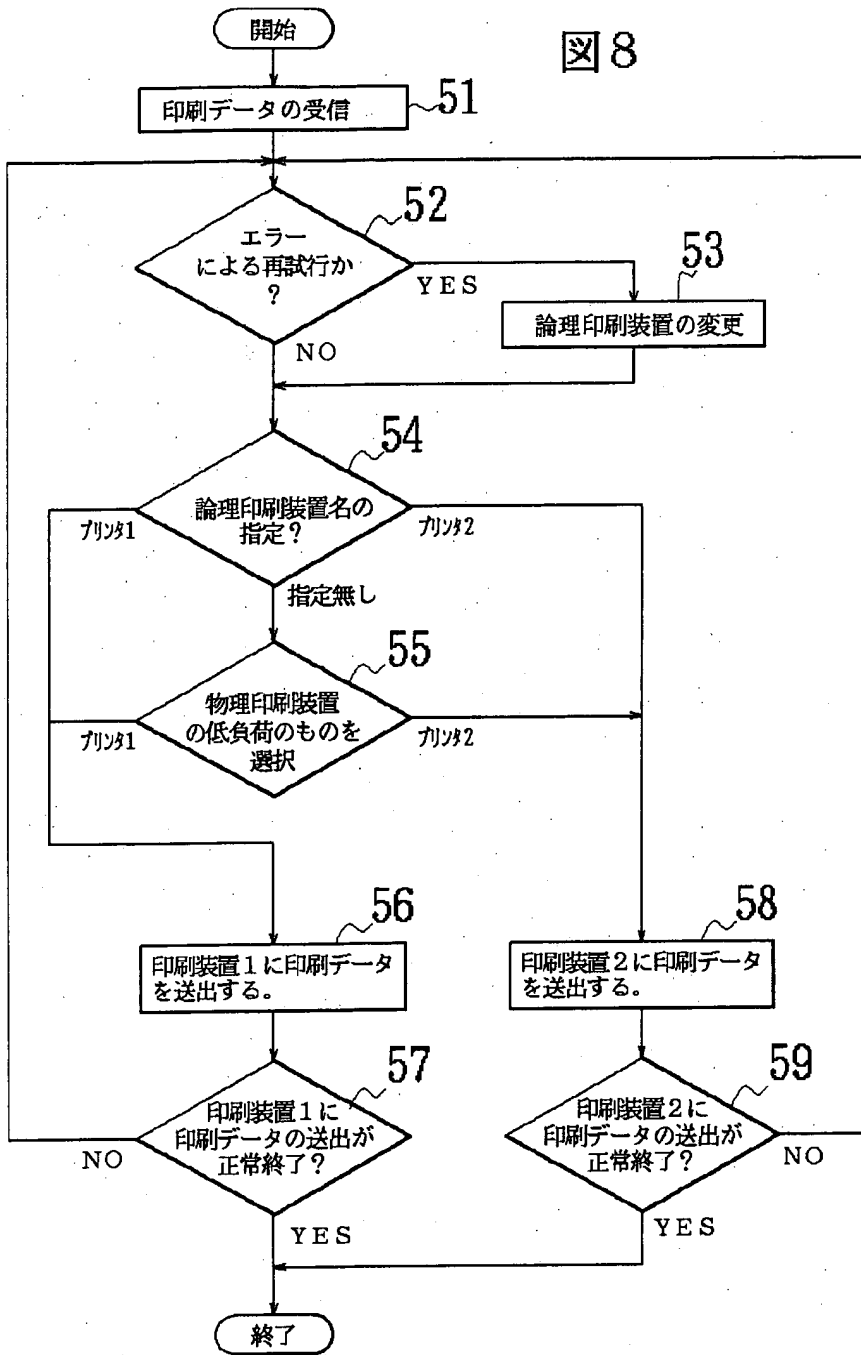 図8
開始
印刷データの受信
51
エラー
による再試行か
?
52
YES
NO
53
論理印刷装置の変更
54
論理印刷装置名の
指定?
プリンタ1
プリンタ2
指定無し
55
物理印刷装置
の低負荷のものを
選択
プリンタ1
プリンタ2
56
印刷装置1に印刷データ
を送出する。
58
印刷装置2に印刷データ
を送出する。
57
印刷装置1に
印刷データの送出が
正常終了?
NO
YES
59
印刷装置2に
印刷データの送出が
正常終了?
NO
YES
終了